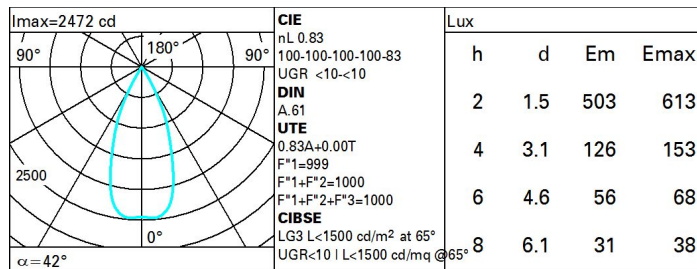 Imax=2472 cd
90° 180° 90°
2500
0°
α=42°
CIE
nL 0.83
100-100-100-100-83
UGR <10-<10
DIN
A.61
UTE
0.83A+0.00T
F"1=999
F"1+F"2=1000
F"1+F"2+F"3=1000
CIBSE
LG3 L<1500 cd/m² at 65°
UGR<10 | L<1500 cd/mq @65°
Lux
h d Em Emax
2 1.5 503 613
4 3.1 126 153
6 4.6 56 68
8 6.1 31 38